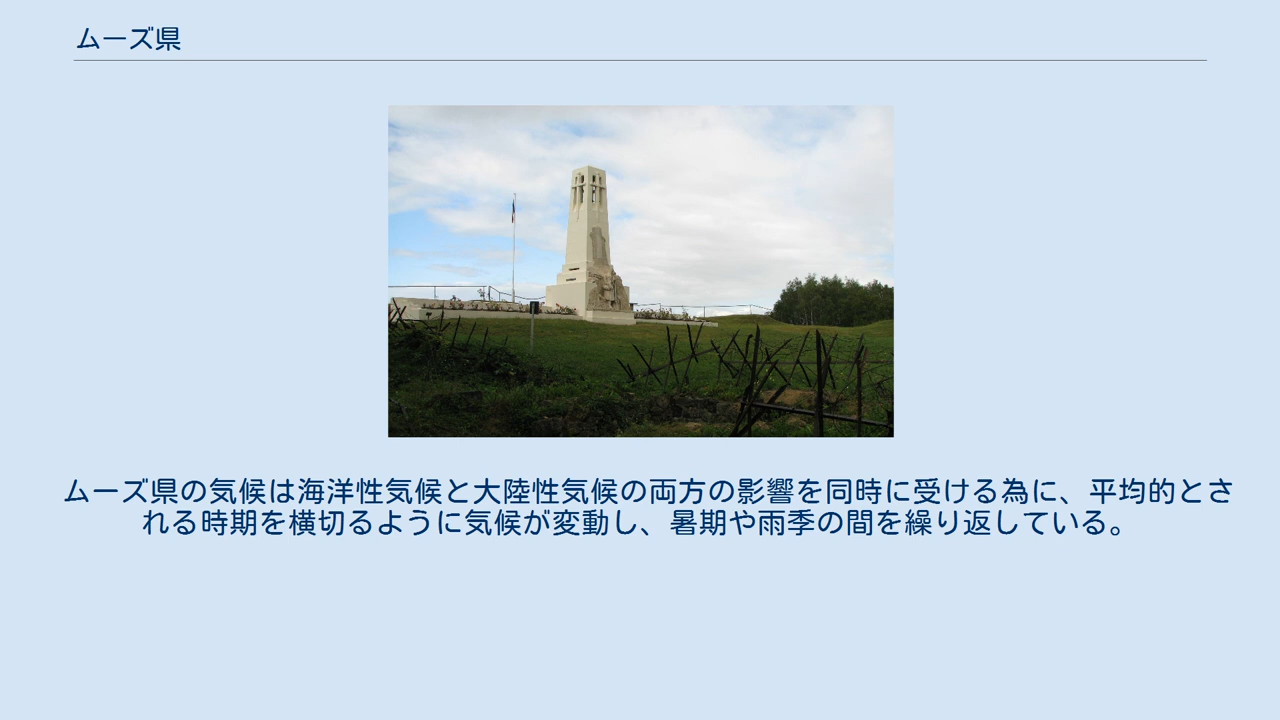 ムーズ県
ムーズ県の気候は海洋性気候と大陸性気候の両方の影響を同時に受ける為に、平均的とさ
れる時期を横切るように気候が変動し、暑期や雨季の間を繰り返している。